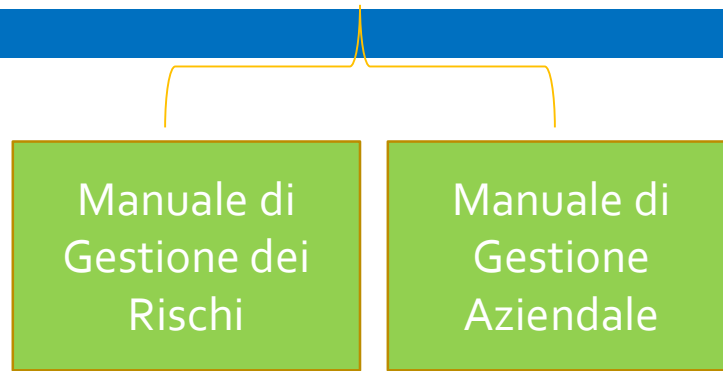 Manuale di
Gestione dei
Rischi
Manuale di
Gestione
Aziendale